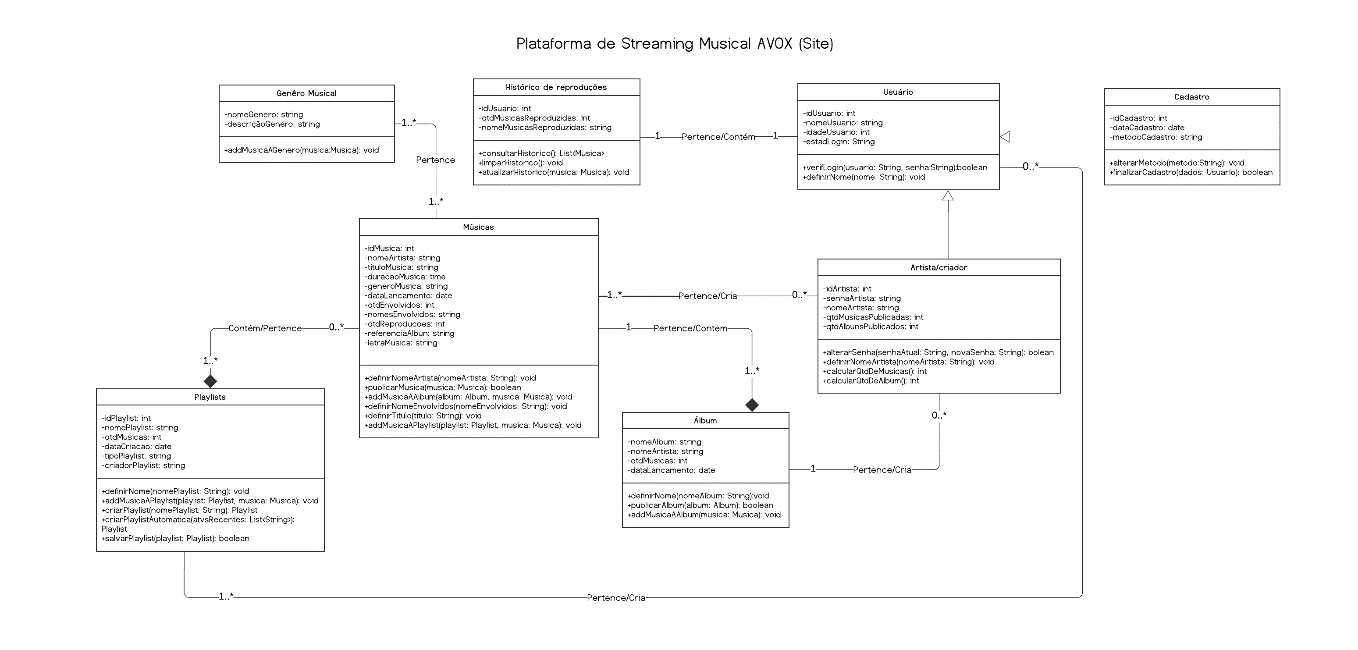 Plataforma de Streaming Musical AVOX (Site)
Genêro Musical
-nomeGenero: string
-descriçãoGenero: string
+addMusicaAGenero(musica:Musica): void
1..*
Pertence
1..*
Histórico de reproduções
-idUsuario: int
-qtdMusicasReproduzidas: int
-nomeMusicasReproduzidas: string
+consultarHistorico(): List<Musica>
+limparHistorico(): void
+atualizarHistorico(musica: Musica): void
1
Pertence/Contém
1
Usuário
-idUsuario: int
-nomeUsuario: string
-idadeUsuario: int
-estadLogin: String
+verifLogin(usuario: String, senha:String):boolean
+definirNome(nome: String): void
0..*
Cadastro
-idCadastro: int
-dataCadastro: date
-metodoCadastro: string
+alterarMetodo(metodo:String): void
+finalizarCadastro(dados: Usuario): boolean
Músicas
-idMusica: int
-nomeArtista: string
-tituloMusica: string
-duracaoMusica: time
-generoMusica: string
-dataLancamento: date
-qtdEnvolvidos: int
-nomesEnvolvidos: string
-qtdReproducoes: int
-referenciaAlbun: string
-letraMusica: string
+definirNomeArtista(nomeArtista: String): void
+publicarMusica(musica: Musica): boolean
+addMusicaAAlbum(album: Album, musica: Musica): void
+definirNomeEnvolvidos(nomeEnvolvidos: String): void
+definirTitulo(titulo: String): void
+addMusicaAPlaylist(playlist: Playlist, musica: Musica): void
1..*
Pertence/Cria
0..*
1
Pertence/Contem
1..*
Artista/criador
-idArtista: int
-senhaArtista: string
-nomeArtista: string
-qtdMusicasPublicadas: int
-qtdAlbunsPublicados: int
+alterarSenha(senhaAtual: String, novaSenha: String): bolean
+definirNomeArtista(nomeArtista: String): void
+calcularQtdDeMusicas(): int
+calcularQtdDeAlbum(): int
0..*
Contém/Pertence
0..*
1..*
Playlists
-idPlaylist: int
-nomePlaylist: string
-qtdMusicas: int
-dataCriacao: date
-tipoPlaylist: string
-criadorPlaylist: string
+definirNome(nomePlaylist: String): void
+addMusicaAPlaylist(playlist: Playlist, musica: Musica): void
+criarPlaylist(nomePlaylist: String): Playlist
+criarPlaylistAutomatica(atvsRecentes: List<String>):
Playlist
+salvarPlaylist(playlist: Playlist): boolean
Álbum
-nomeAlbum: string
-nomeArtista: string
-qtdMusicas: int
-dataLancamento: date
+definirNome(nomeAlbum: String):void
+publicarAlbum(album: Album): boolean
+addMusicaAAlbum(musica: Musica): void
1
Pertence/Cria
1..*
Pertence/Cria